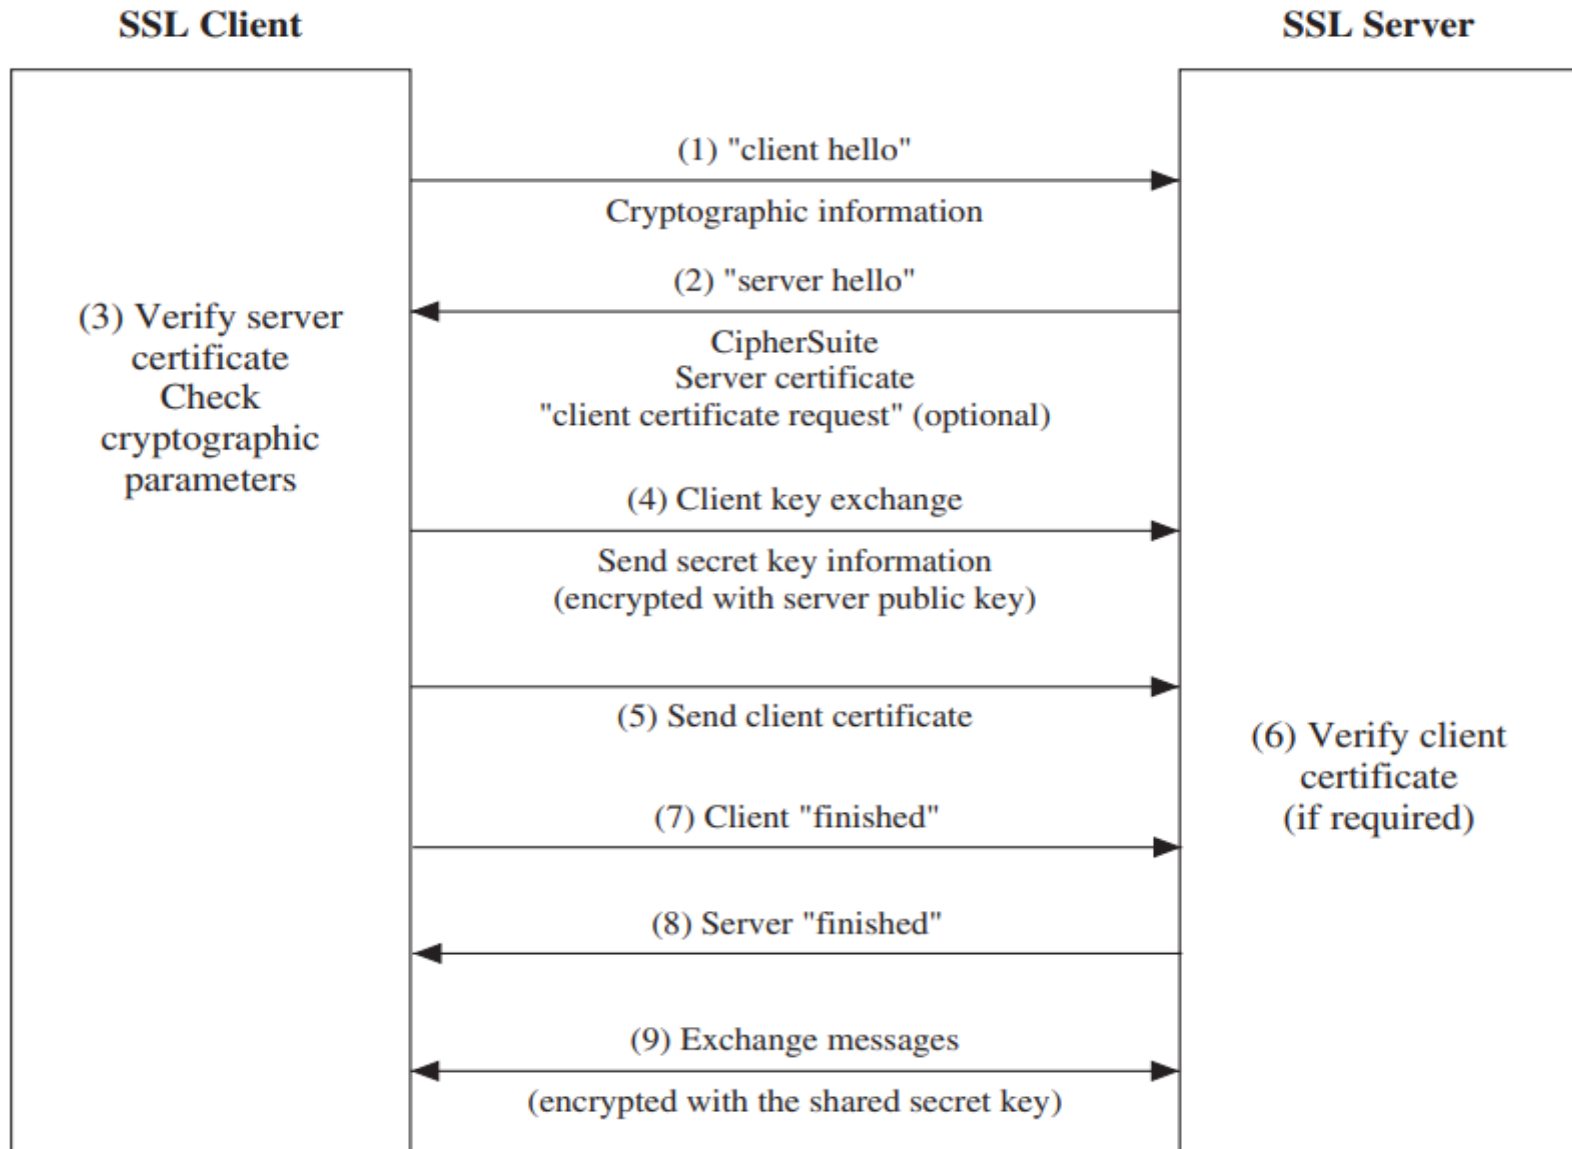 SSL Client
SSL Server
(1) "client hello"
Cryptographic information
(2) "server hello"
CipherSuite
Server certificate
"client certificate request" (optional)
(3) Verify server
certificate
Check
cryptographic
parameters
(4) Client key exchange
Send secret key information
(encrypted with server public key)
(5) Send client certificate
(6) Verify client
certificate
(if required)
(7) Client "finished"
(8) Server "finished"
(9) Exchange messages
(encrypted with the shared secret key)